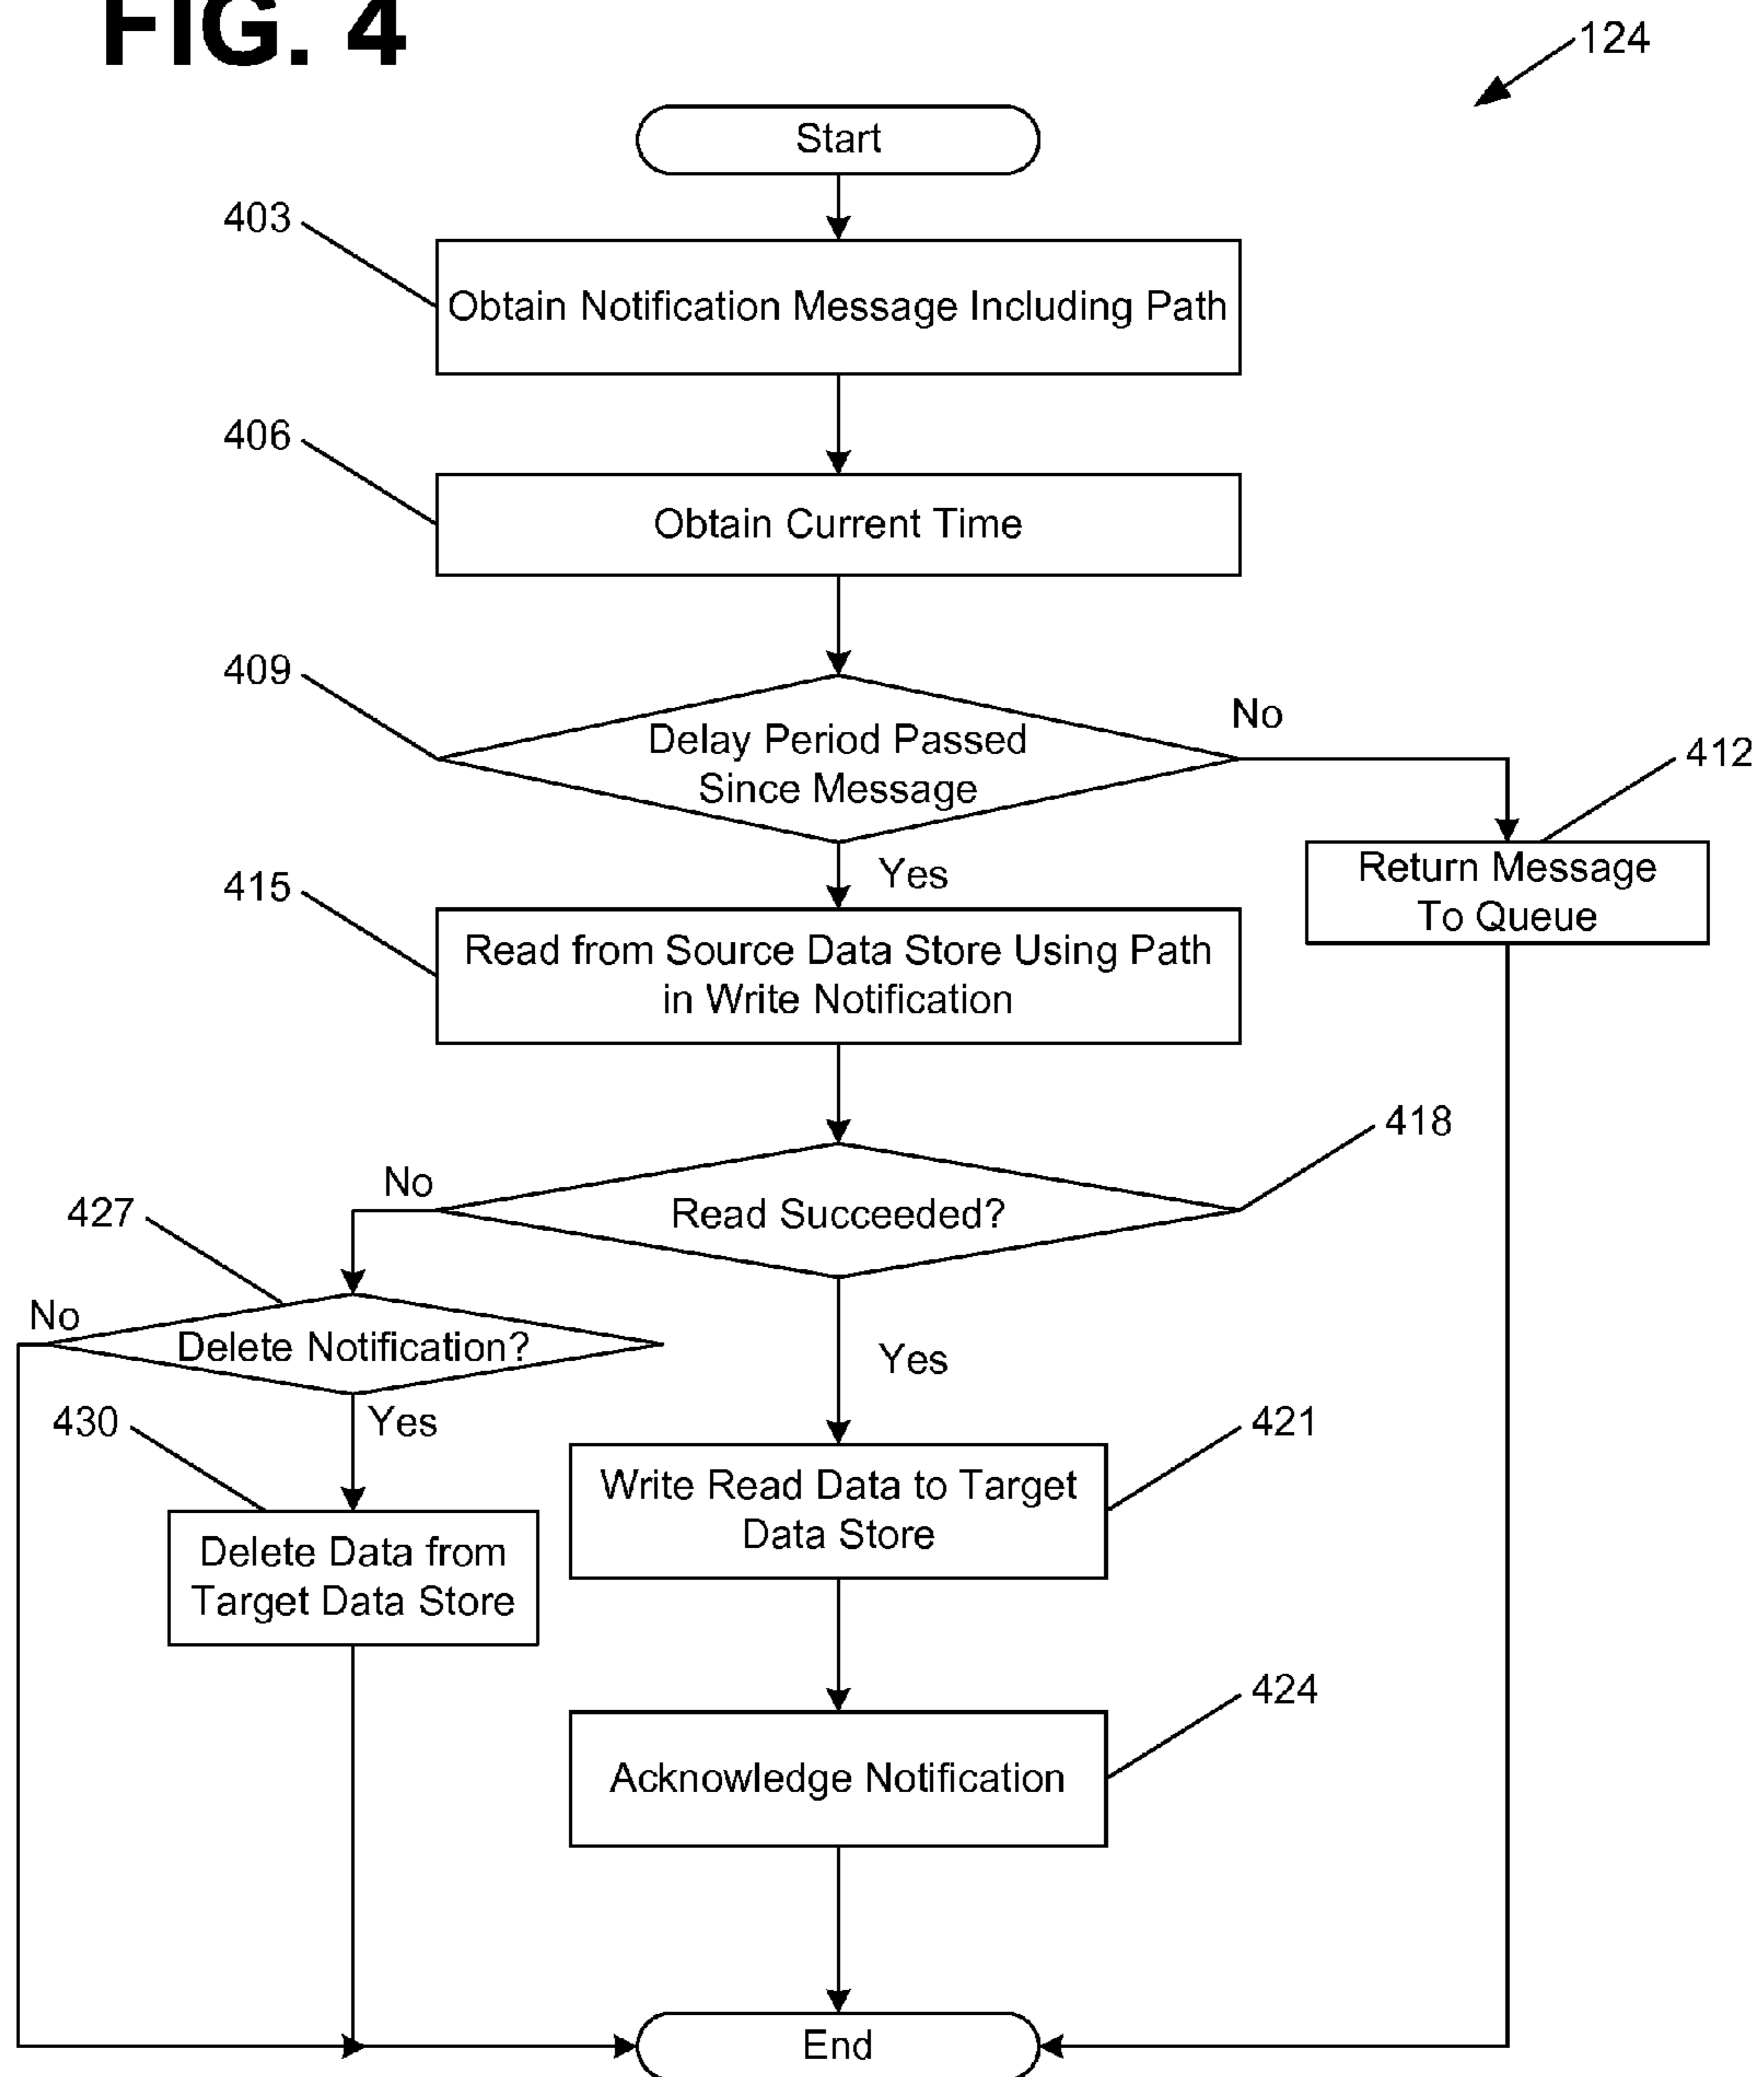 FIG. 4
124
Start
403
Obtain Notification Message Including Path
406
Obtain Current Time
409
Delay Period Passed
Since Message
No
412
Return Message
To Queue
Yes
415
Read from Source Data Store Using Path
in Write Notification
418
No
Read Succeeded?
427
No
Delete Notification?
Yes
430
Yes
421
Write Read Data to Target
Data Store
Delete Data from
Target Data Store
424
Acknowledge Notification
End